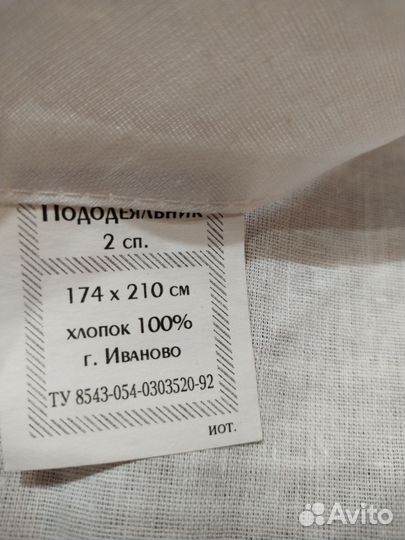 Пододеяльник
2 сп.
174 x 210 см
хлопок 100%
г. Иваново
ТУ 8543-054-0303520-92
ИОТ.
Avito